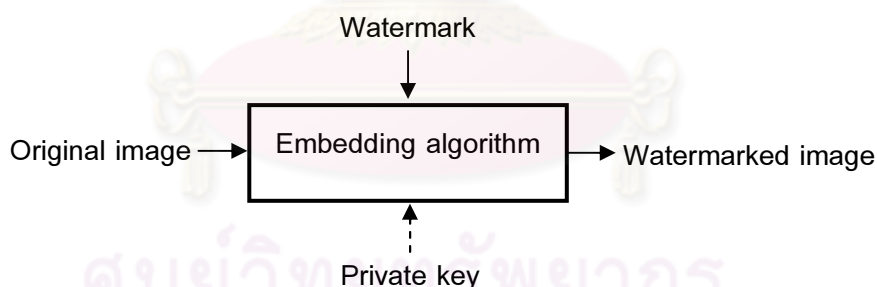 Watermark
Original image
Embedding algorithm
Watermarked image
Private key